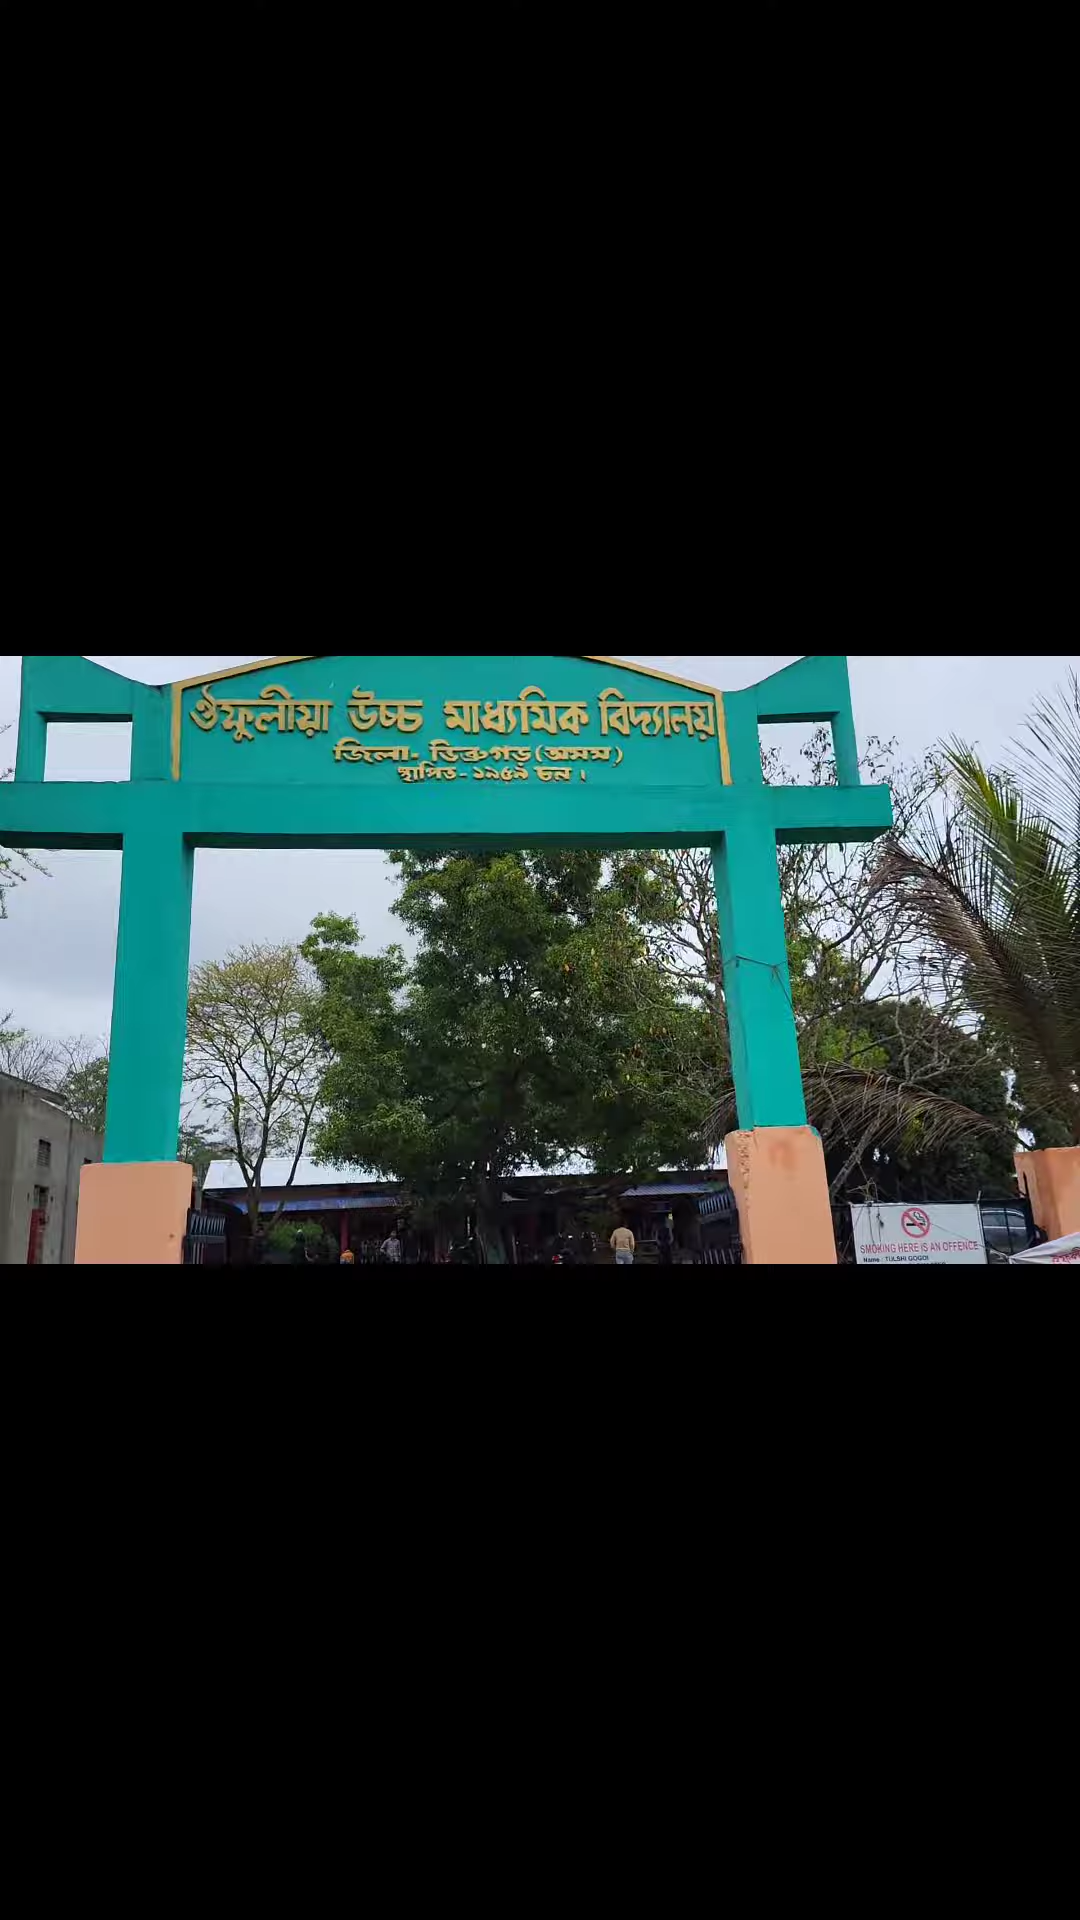 ঔফুলীয়া উচ্চ মাধ্যমিক বিদ্যালয়
জিলা- ডিব্ৰুগড় (অসম)
স্থাপিত- ১৯৫৯ চন ।
SMOKING HERE IS AN OFFENCE
Name : TULSHI GOGOI